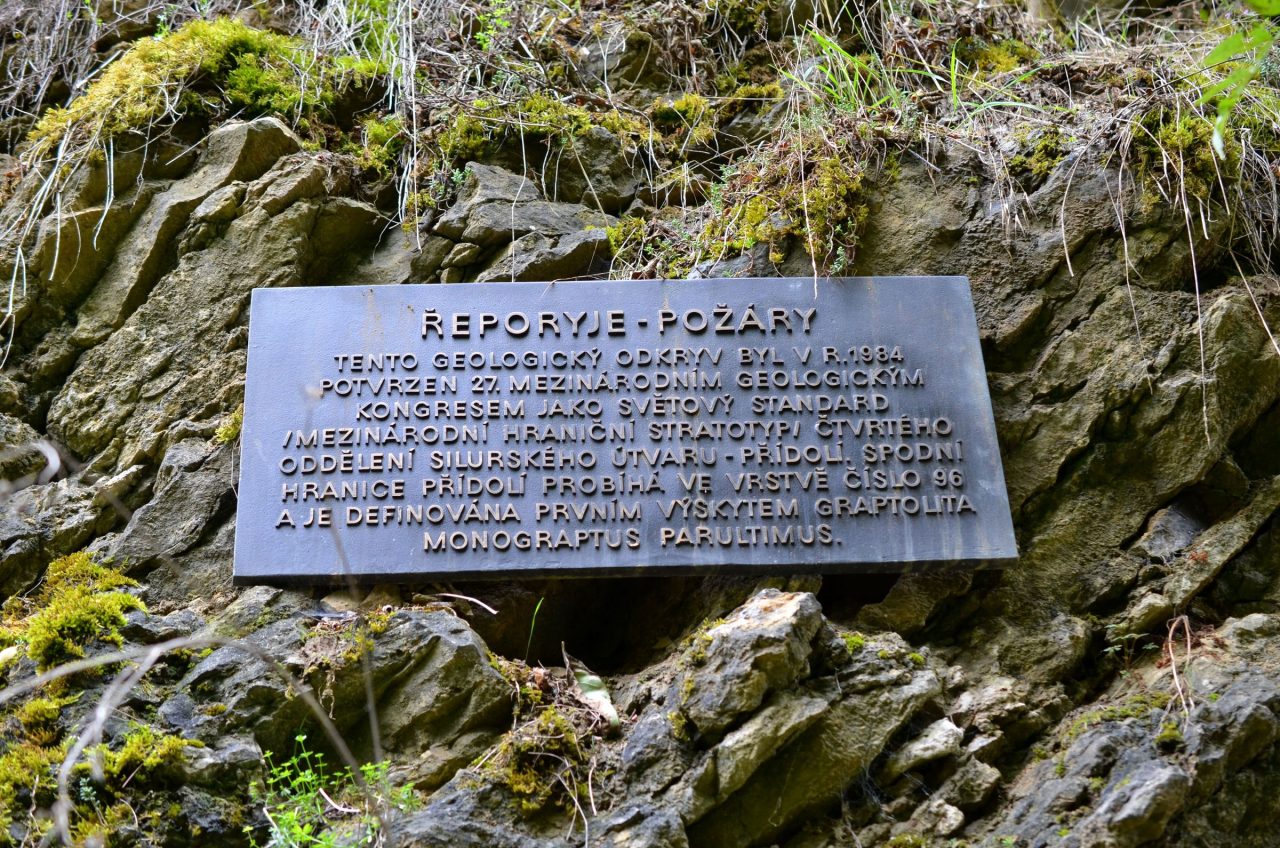 ŘEPORYJE - POŽÁRY
TENTO GEOLOGICKÝ ODKRYV BYL V R.1984
POTVRZEN 27. MEZINÁRODNÍM GEOLOGICKÝM
KONGRESEM JAKO SVĚTOVÝ STANDARD
/MEZINÁRODNÍ HRANIČNÍ STRATOTYP/ ČTVRTÉHO
ODDĚLENÍ SILURSKÉHO ÚTVARU - PŘÍDOLÍ. SPODNÍ
HRANICE PŘÍDOLÍ PROBÍHÁ VE VRSTVĚ ČÍSLO 96
A JE DEFINOVÁNA PRVNÍM VÝSKYTEM GRAPTOLITA
MONOGRAPTUS PARULTIMUS.